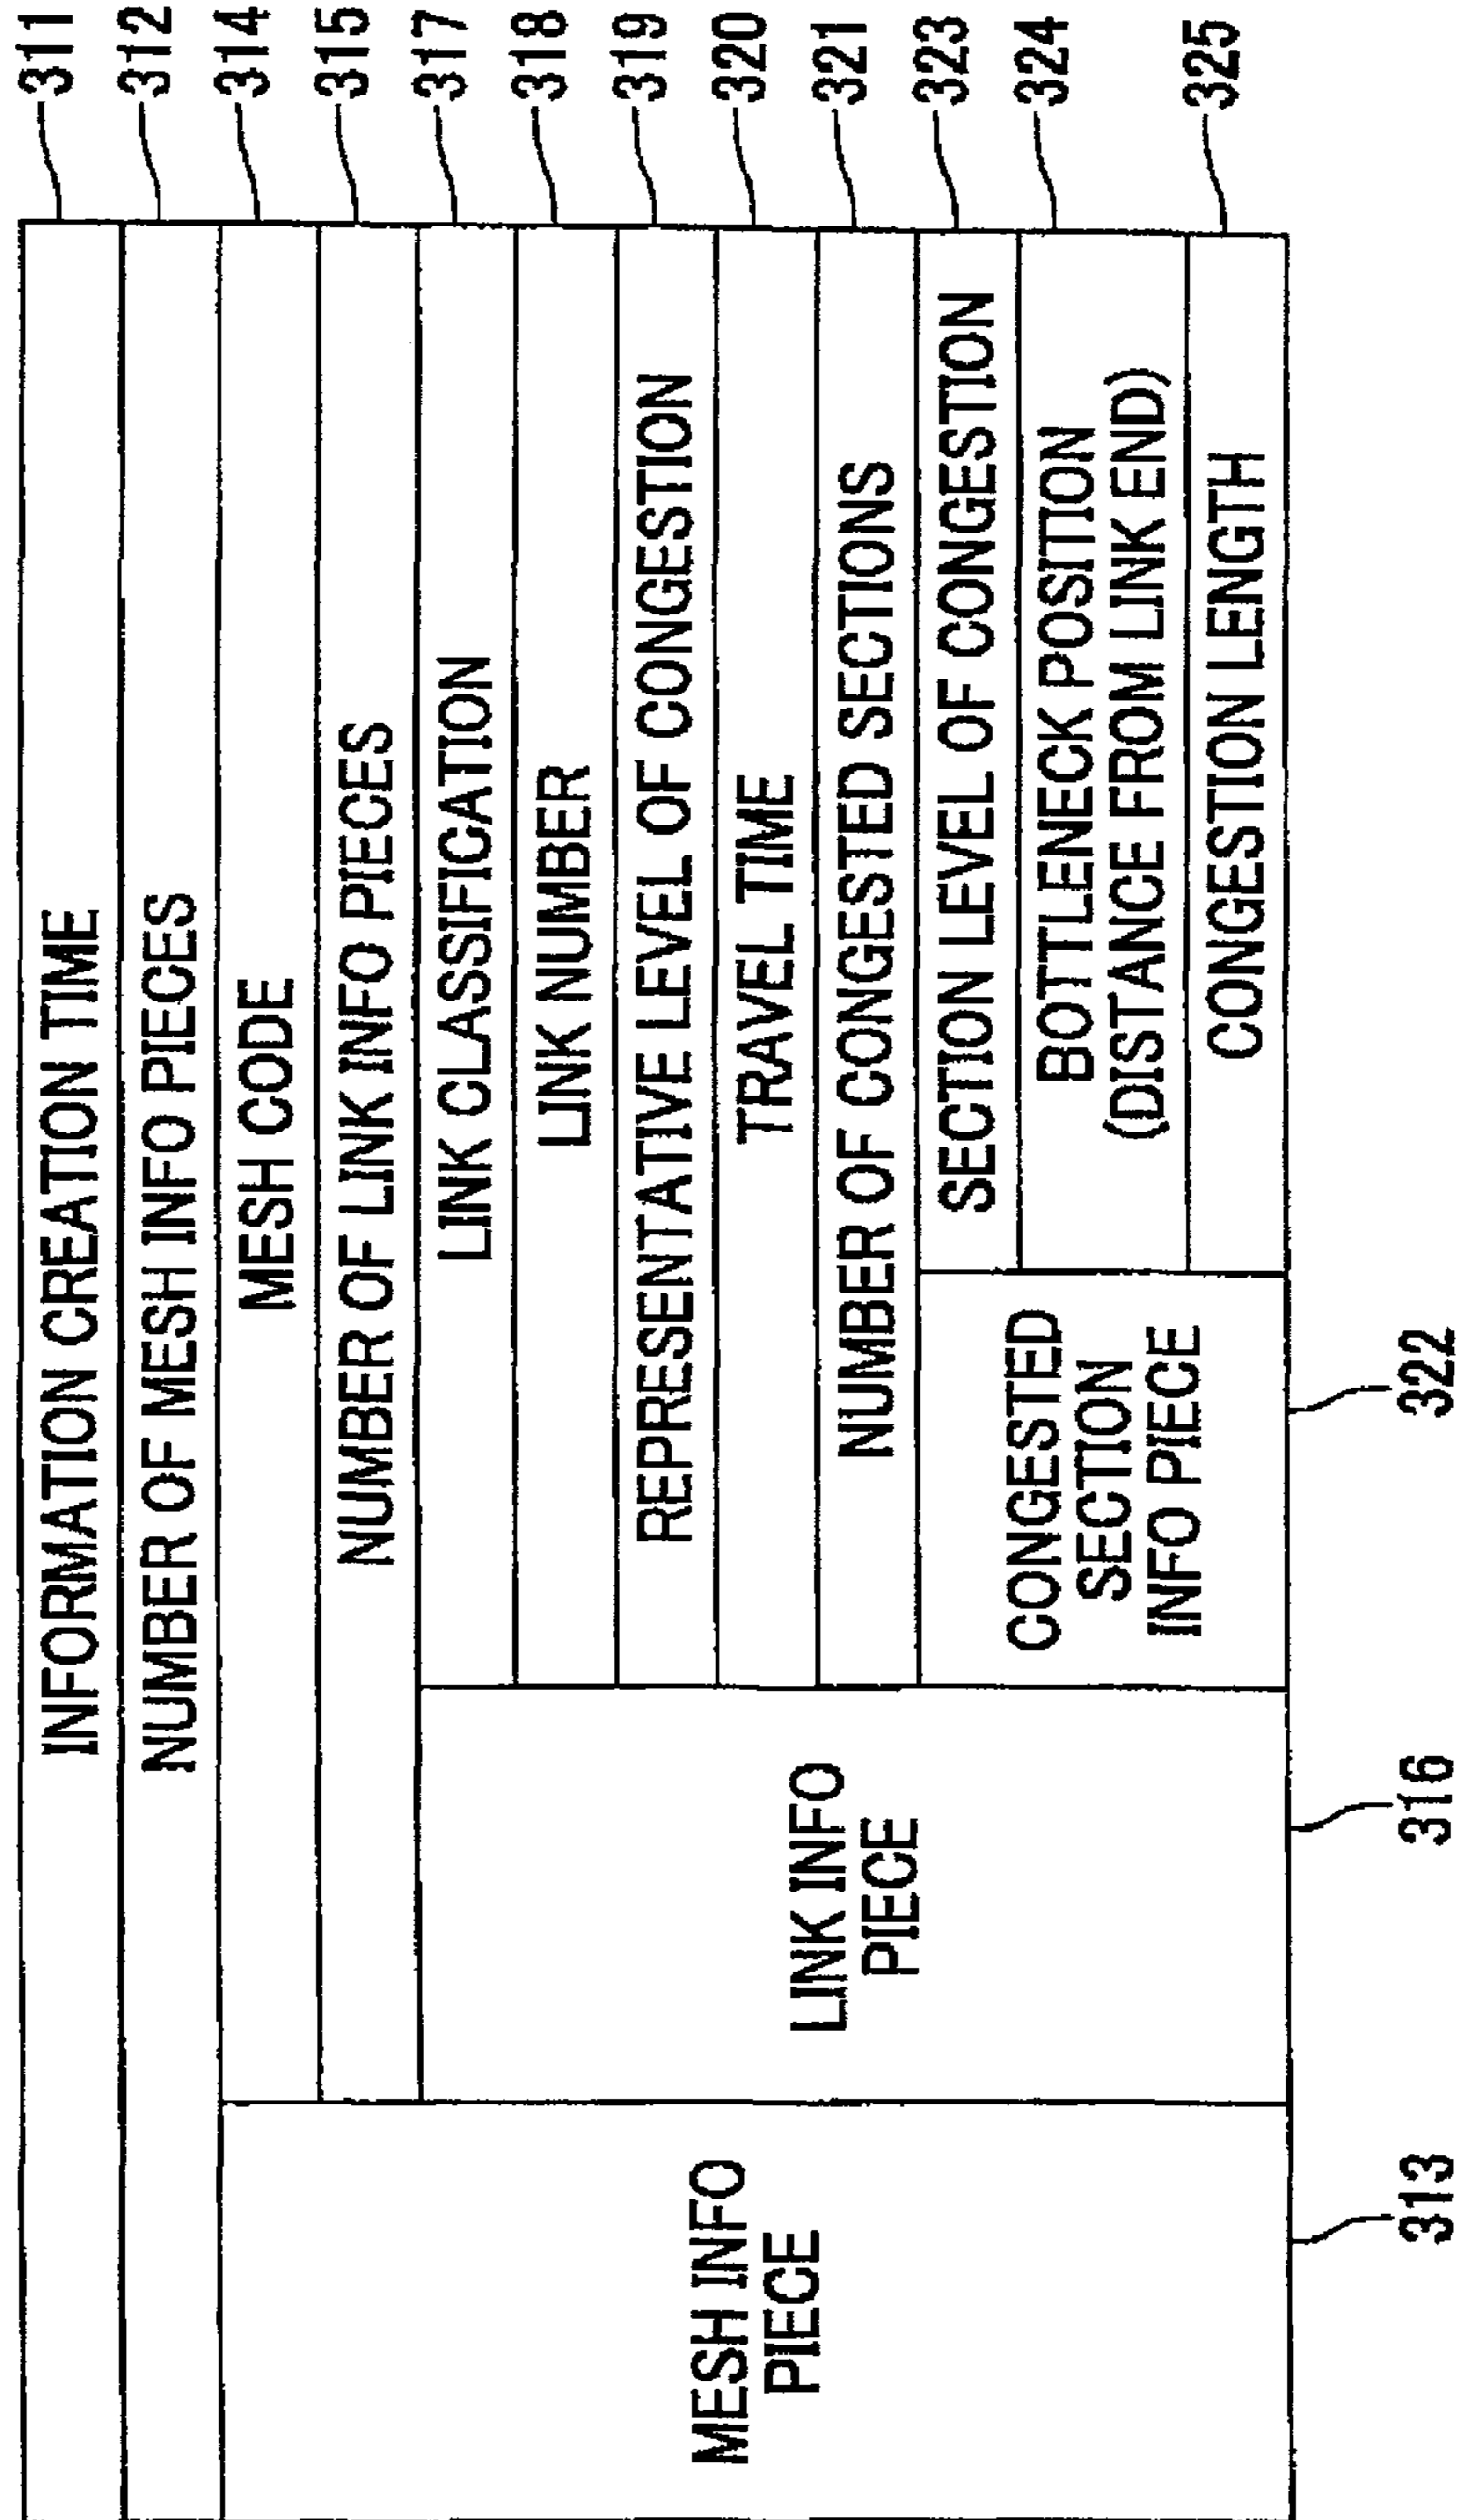 INFORMATION CREATION TIME 311
NUMBER OF MESH INFO PIECES 312
MESH CODE 314
NUMBER OF LINK INFO PIECES 315
LINK CLASSIFICATION 317
LINK NUMBER 318
REPRESENTATIVE LEVEL OF CONGESTION 319
TRAVEL TIME 320
NUMBER OF CONGESTED SECTIONS 321
SECTION LEVEL OF CONGESTION 323
BOTTLENECK POSITION 324
(DISTANCE FROM LINK END)
CONGESTION LENGTH 325
MESH INFO
PIECE
LINK INFO
PIECE
CONGESTED
SECTION
INFO PIECE
313
316
322